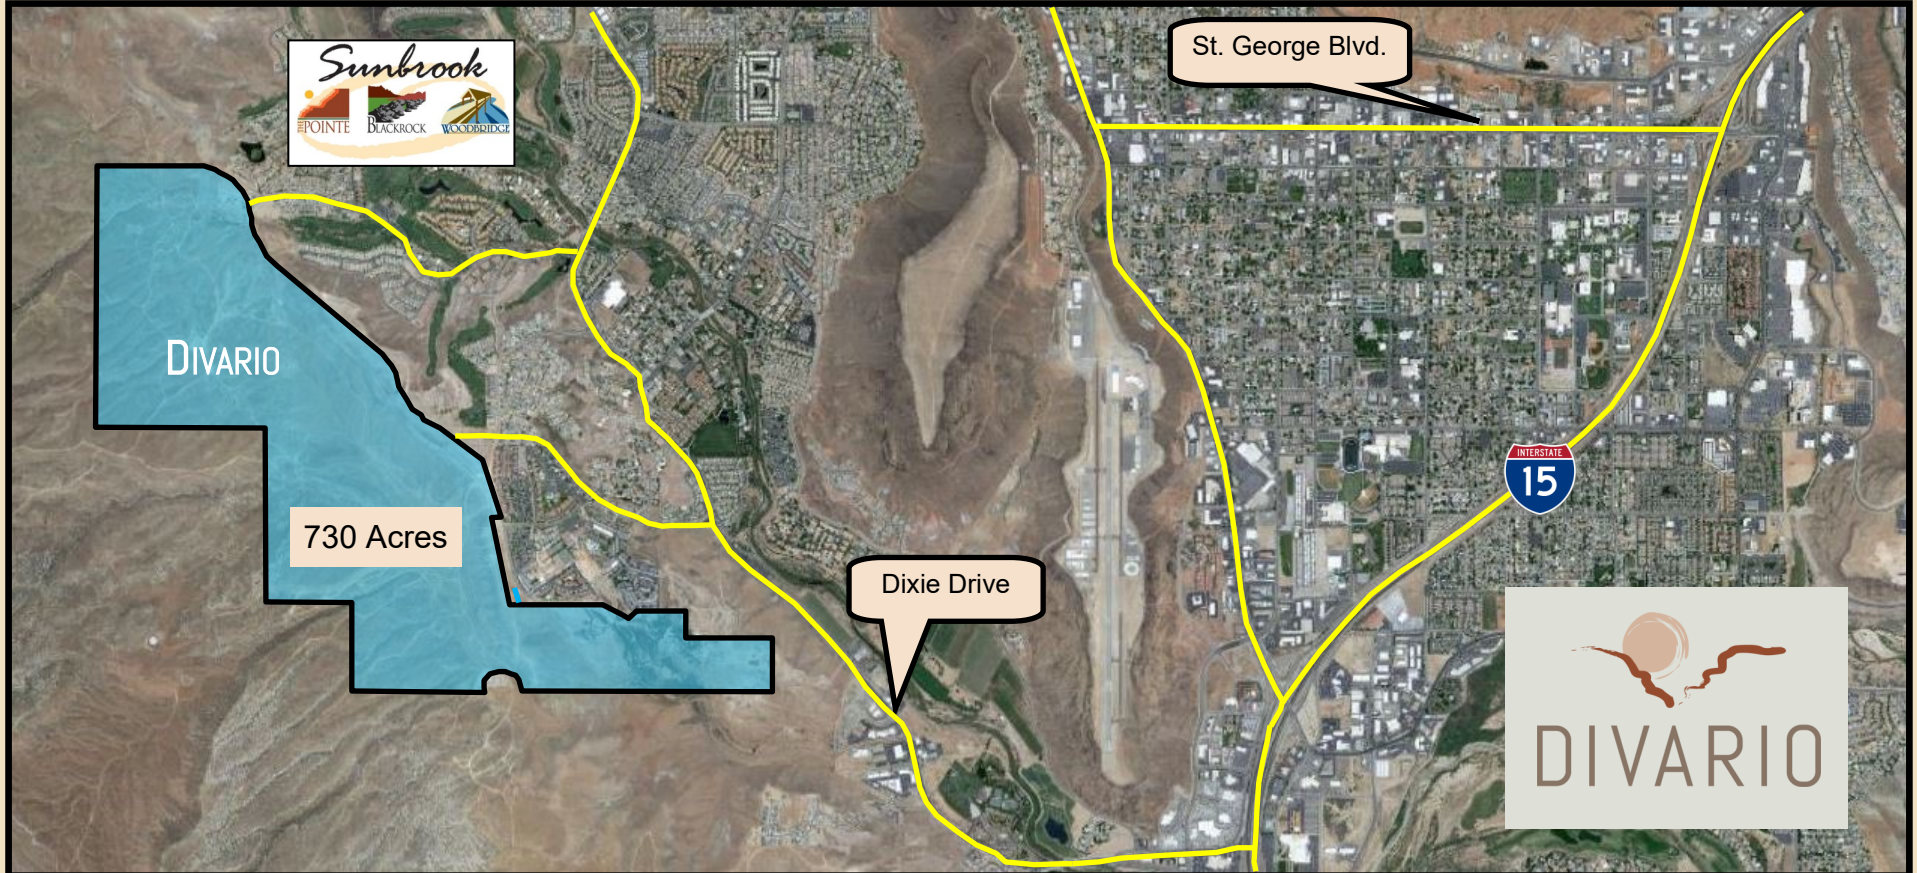 Sunbrook
THE POINTE
BLACKROCK
WOODBRIDGE
St. George Blvd.
DIVARIO
730 Acres
INTERSTATE
15
Dixie Drive
DIVARIO